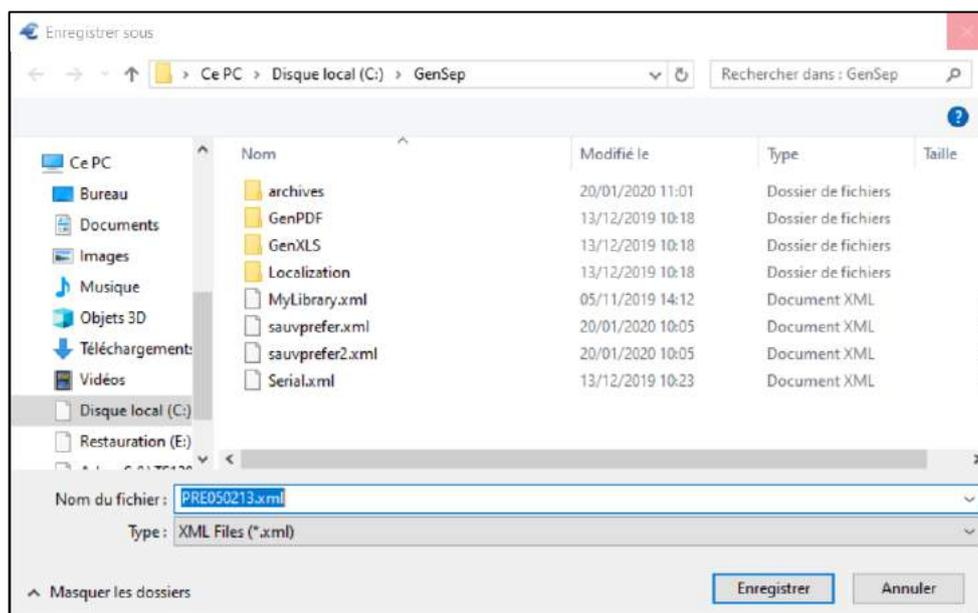 Enregistrer sous
Ce PC > Disque local (C:) > GenSep
Rechercher dans : GenSep
Nom Modifié le Type Taille
archives 20/01/2020 11:01 Dossier de fichiers
GenPDF 13/12/2019 10:18 Dossier de fichiers
GenXLS 13/12/2019 10:18 Dossier de fichiers
Localization 13/12/2019 10:18 Dossier de fichiers
MyLibrary.xml 05/11/2019 14:12 Document XML
sauvprefer.xml 20/01/2020 10:05 Document XML
sauvprefer2.xml 20/01/2020 10:05 Document XML
Serial.xml 13/12/2019 10:23 Document XML
Ce PC
Bureau
Documents
Images
Musique
Objets 3D
Téléchargements
Vidéos
Disque local (C:)
Restauration (E:)
Nom du fichier : PRE050213.xml
Type : XML Files (*.xml)
Masquer les dossiers
Enregistrer
Annuler